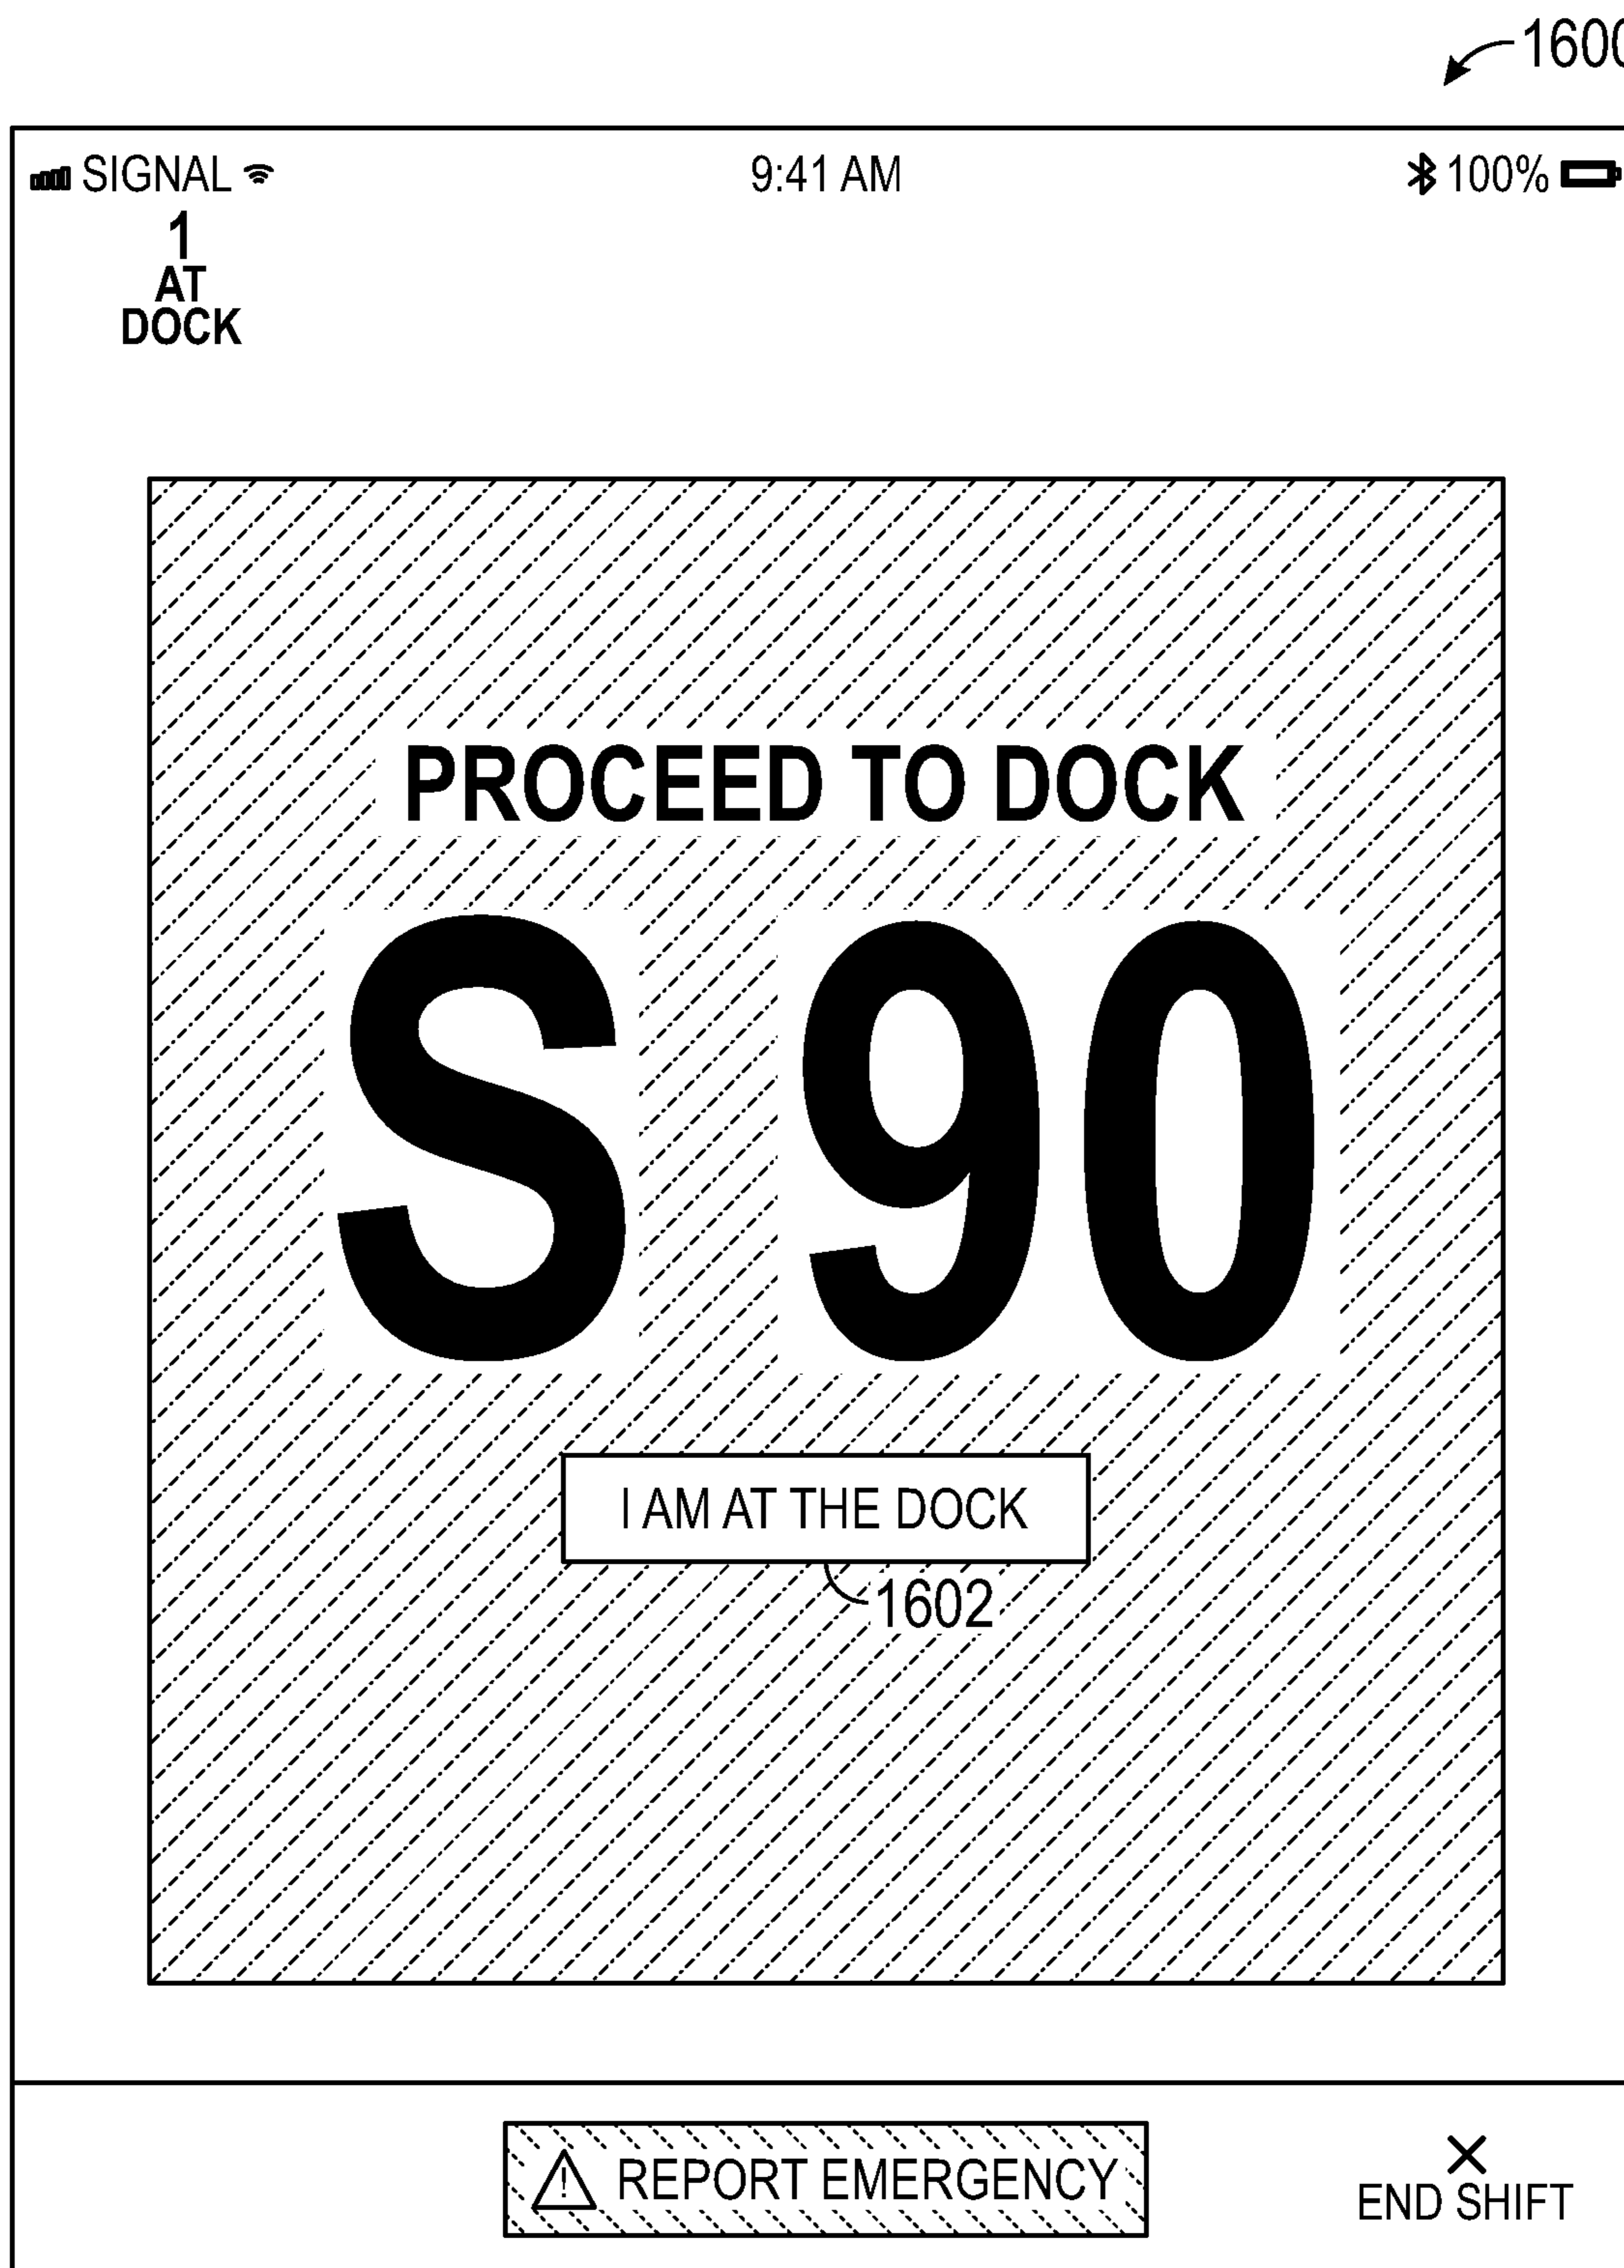 1600
SIGNAL 9:41 AM 100%
1
AT
DOCK
PROCEED TO DOCK
S 90
I AM AT THE DOCK
1602
! REPORT EMERGENCY
END SHIFT